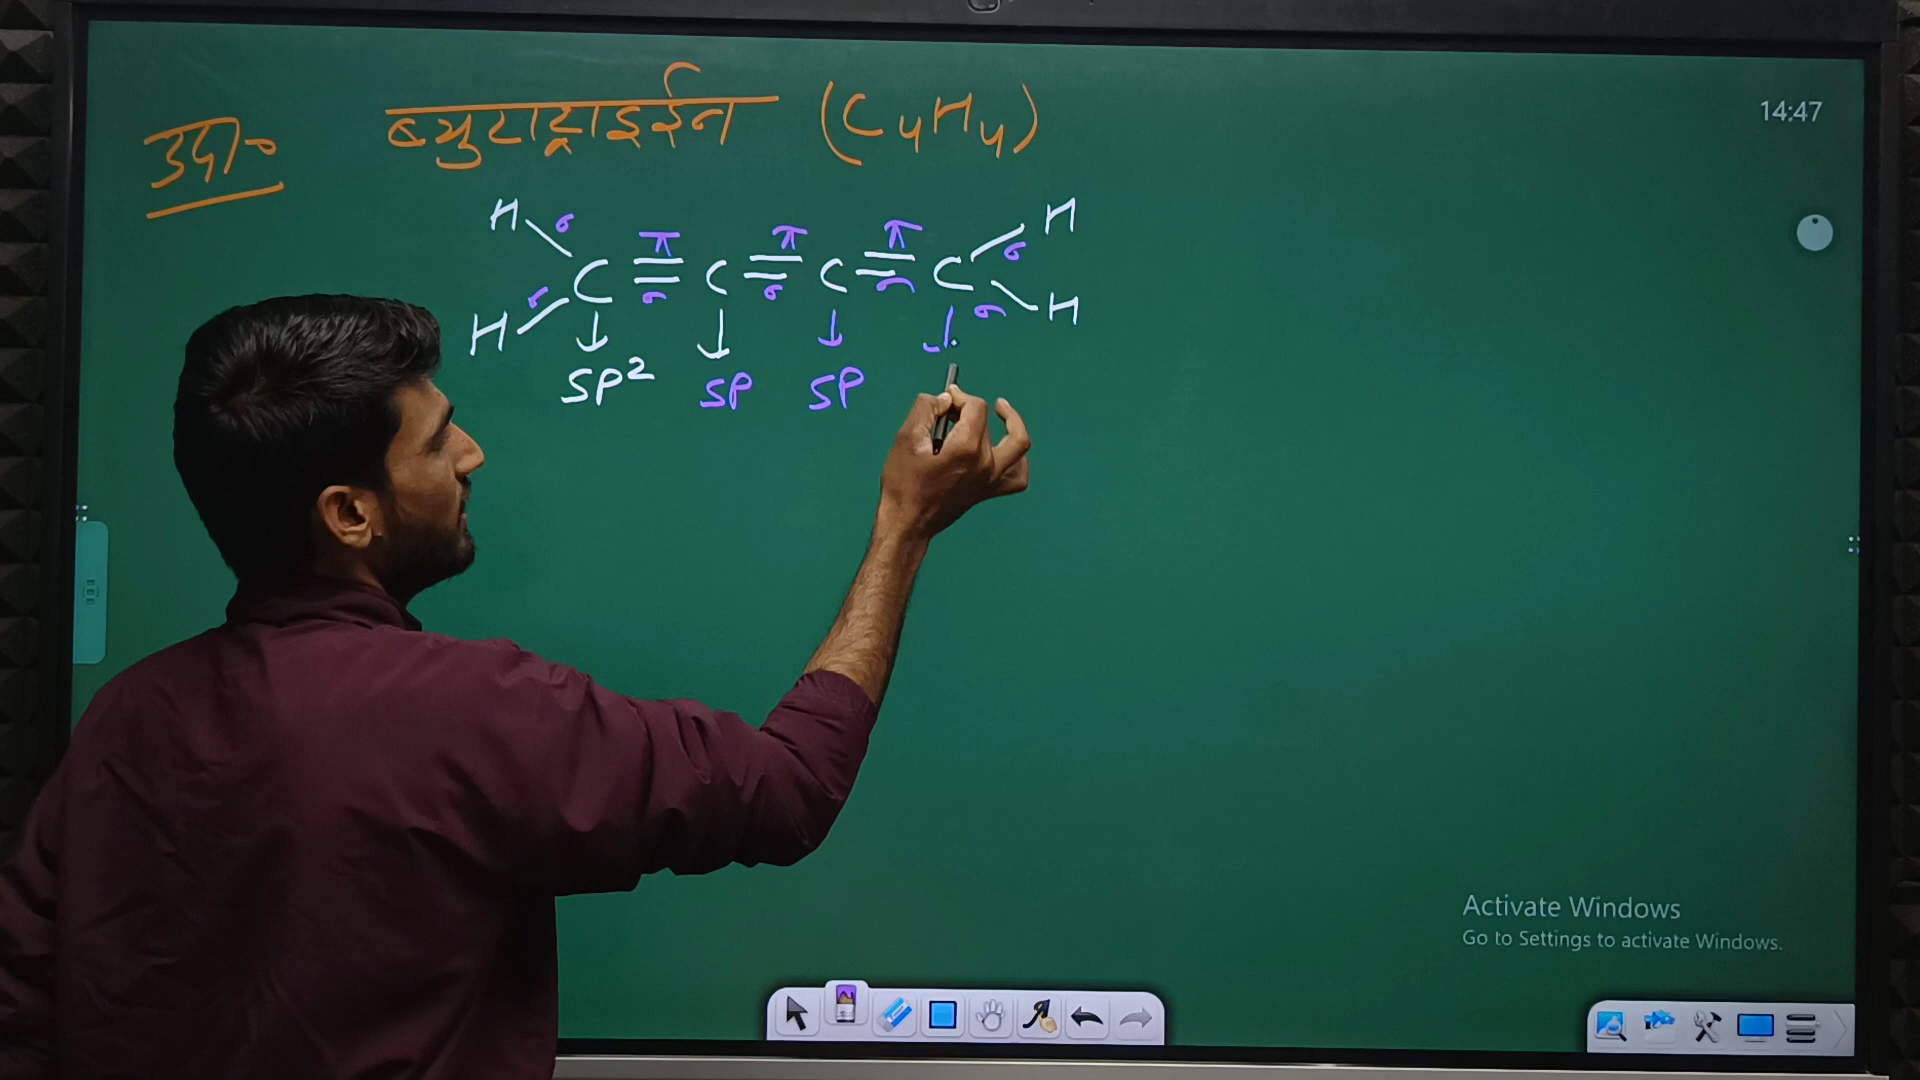 उदा० ब्युटाट्राइईन (C4H4)
14:47
H σ π π π H
C = C = C = C σ
H σ σ σ σ σ H
↓ ↓ ↓ ↓
SP² SP SP
Activate Windows
Go to Settings to activate Windows.